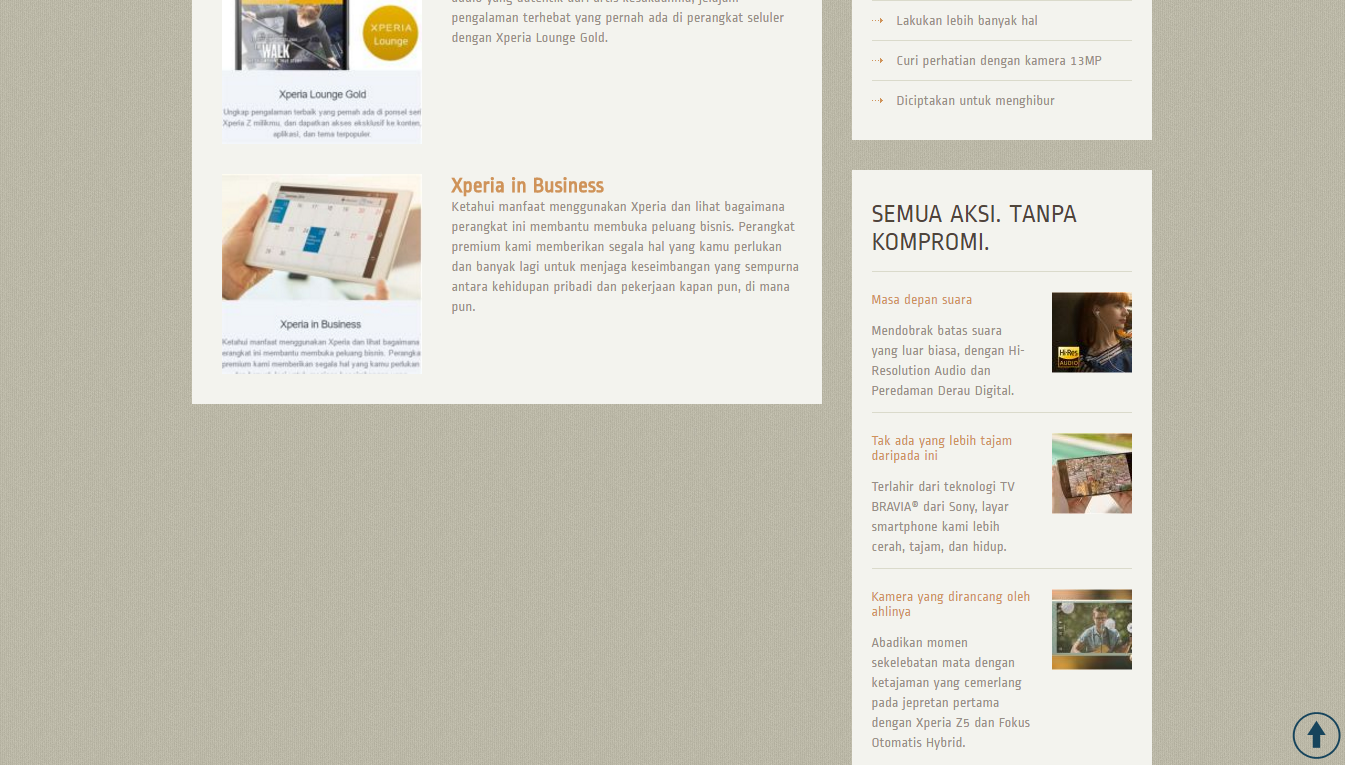 pengalaman terhebat yang pernah ada di perangkat seluler
dengan Xperia Lounge Gold.
XPERIA
Lounge
WALK
Xperia Lounge Gold
Ungkap pengalaman terbaik yang pernah ada di ponsel seri
Xperia Z milikmu, dan dapatkan akses eksklusif ke konten,
aplikasi, dan tema terpopuler.
Xperia in Business
Ketahui manfaat menggunakan Xperia dan lihat bagaimana
perangkat ini membantu membuka peluang bisnis. Perangkat
premium kami memberikan segala hal yang kamu perlukan
dan banyak lagi untuk menjaga keseimbangan yang sempurna
antara kehidupan pribadi dan pekerjaan kapan pun, di mana
pun.
Xperia in Business
Ketahui manfaat menggunakan Xperia dan lihat bagaimana
erangkat ini membantu membuka peluang bisnis. Perangka
premium kami memberikan segala hal yang kamu perlukan
Lakukan lebih banyak hal
Curi perhatian dengan kamera 13MP
Diciptakan untuk menghibur
SEMUA AKSI. TANPA
KOMPROMI.
Masa depan suara
Mendobrak batas suara
yang luar biasa, dengan Hi-
Resolution Audio dan
Peredaman Derau Digital.
Hi-Res
AUDIO
Tak ada yang lebih tajam
daripada ini
Terlahir dari teknologi TV
BRAVIA® dari Sony, layar
smartphone kami lebih
cerah, tajam, dan hidup.
Kamera yang dirancang oleh
ahlinya
Abadikan momen
sekelebatan mata dengan
ketajaman yang cemerlang
pada jepretan pertama
dengan Xperia Z5 dan Fokus
Otomatis Hybrid.